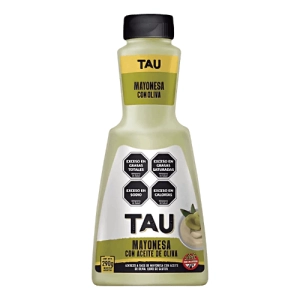 TAU
MAYONESA
CON OLIVA
EXCESO EN
GRASAS
TOTALES
EXCESO EN
GRASAS
SATURADAS
EXCESO EN
SODIO
EXCESO EN
CALORÍAS
TAU
MAYONESA
CON ACEITE DE OLIVA
290g